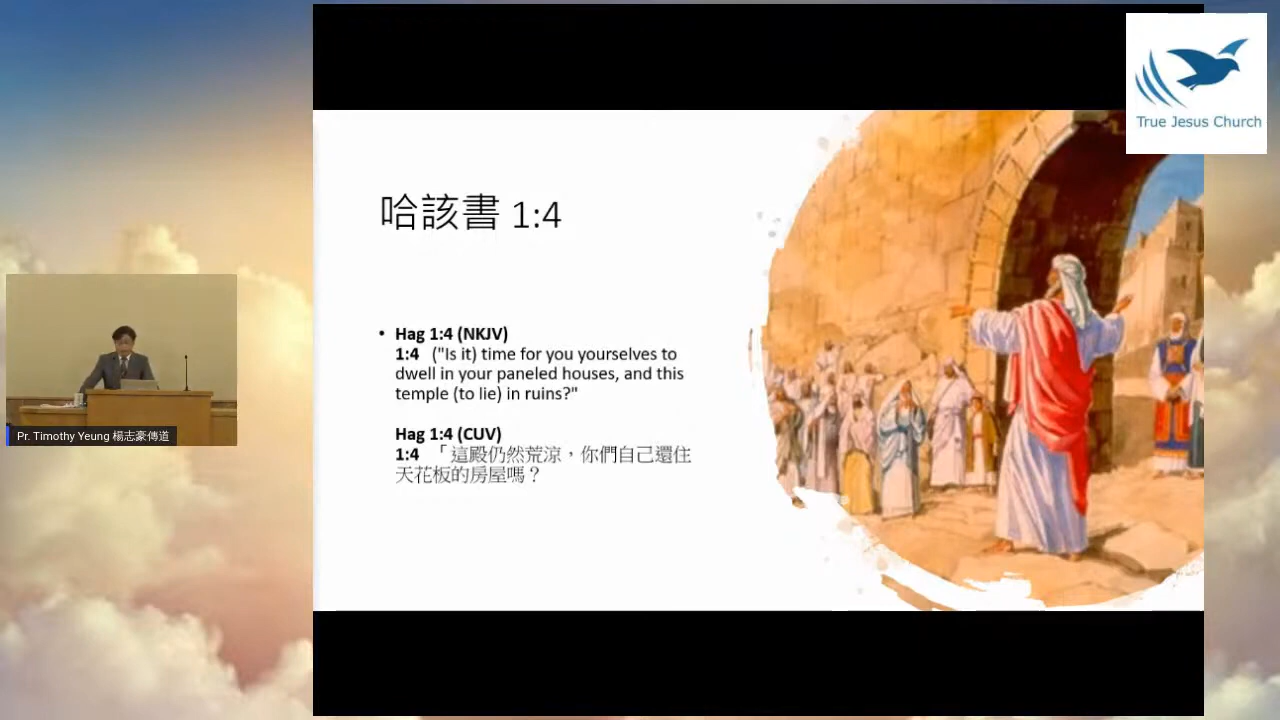 True Jesus Church
哈該書 1:4
• Hag 1:4 (NKJV)
1:4 ("Is it) time for you yourselves to
dwell in your paneled houses, and this
temple (to lie) in ruins?"
Hag 1:4 (CUV)
1:4 「這殿仍然荒涼，你們自己還住
天花板的房屋嗎？
Pr. Timothy Yeung 楊志豪傳道